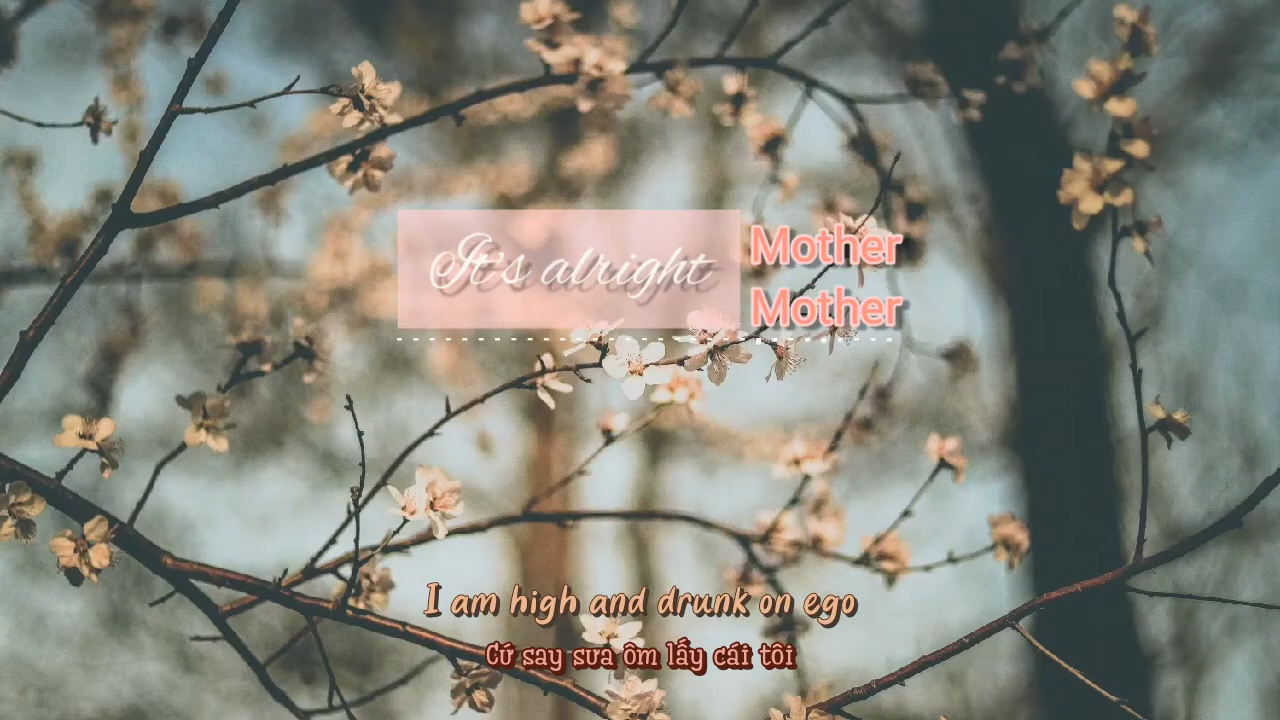 It's alright
Mother
Mother
I am high and drunk on ego
Cứ say sưa ôm lấy cái tôi